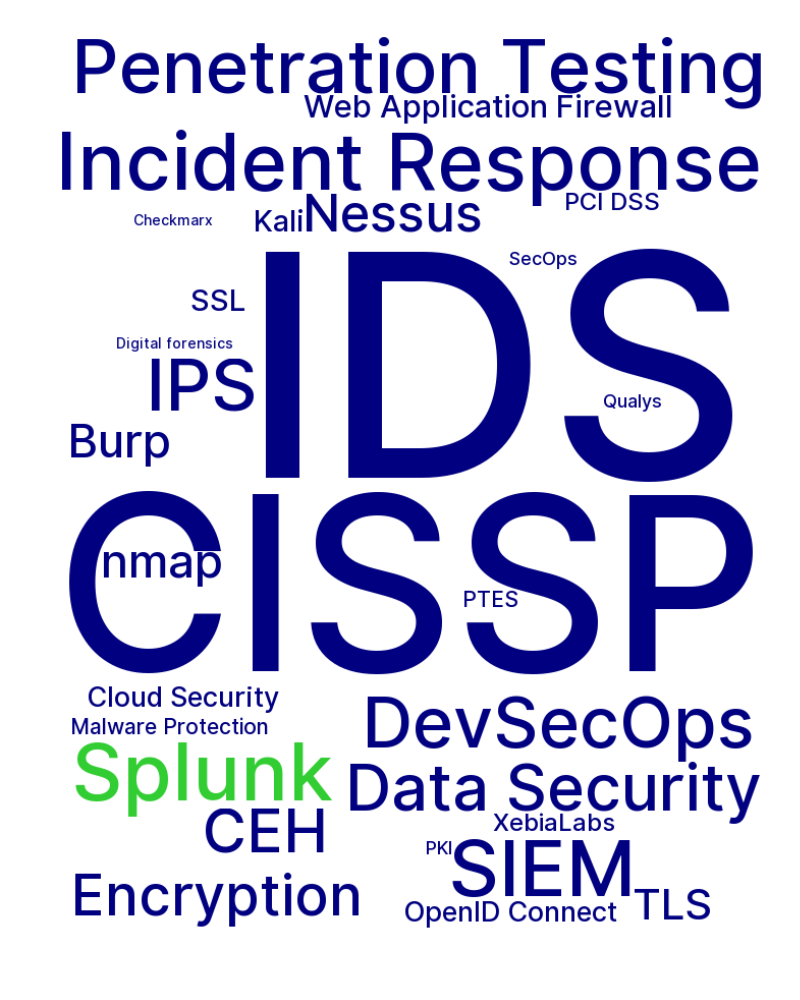 Penetration Testing
Web Application Firewall
Incident Response
PCI DSS
Nessus
Kali
Checkmarx
SecOps
IDS
SSL
Digital forensics
IPS
Qualys
Burp
CISSP
nmap
PTES
Cloud Security
DevSecOps
Malware Protection
Splunk
Data Security
XebiaLabs
CEH
PKI
SIEM
Encryption
TLS
OpenID Connect